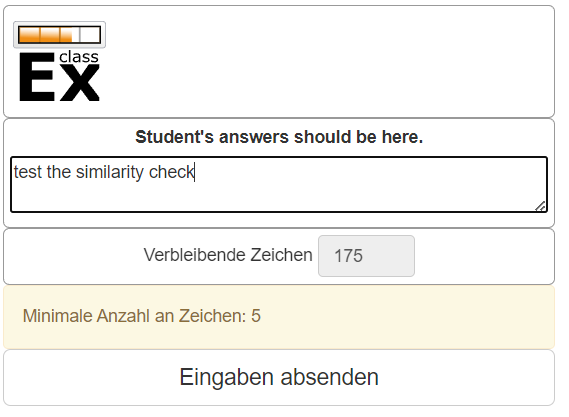 class
Ex
Student's answers should be here.
test the similarity check
Verbleibende Zeichen 175
Minimale Anzahl an Zeichen: 5
Eingaben absenden